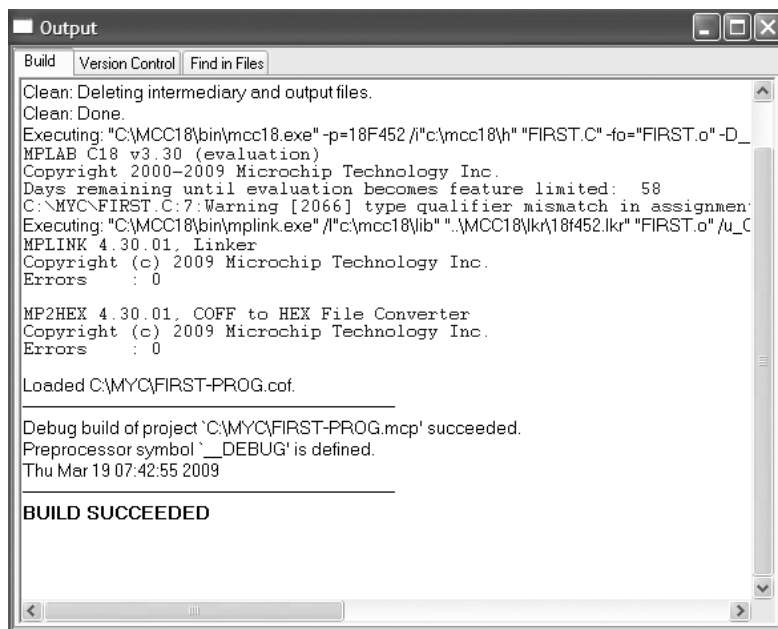 Output
Build Version Control Find in Files
Clean: Deleting intermediary and output files.
Clean: Done.
Executing: "C:\MCC18\bin\mcc18.exe" -p=18F452 /i"c:\mcc18\h" "FIRST.C" -fo="FIRST.o" -D_
MPLAB C18 v3.30 (evaluation)
Copyright 2000-2009 Microchip Technology Inc.
Days remaining until evaluation becomes feature limited:  58
C:\MYC\FIRST.C:7:Warning [2066] type qualifier mismatch in assignmen
Executing: "C:\MCC18\bin\mplink.exe" /l"c:\mcc18\lib" "..\MCC18\lkr\18f452.lkr" "FIRST.o" /u_C
MPLINK 4.30.01, Linker
Copyright (c) 2009 Microchip Technology Inc.
Errors    : 0
MP2HEX 4.30.01, COFF to HEX File Converter
Copyright (c) 2009 Microchip Technology Inc.
Errors    : 0
Loaded C:\MYC\FIRST-PROG.cof.
Debug build of project `C:\MYC\FIRST-PROG.mcp' succeeded.
Preprocessor symbol `__DEBUG' is defined.
Thu Mar 19 07:42:55 2009
BUILD SUCCEEDED